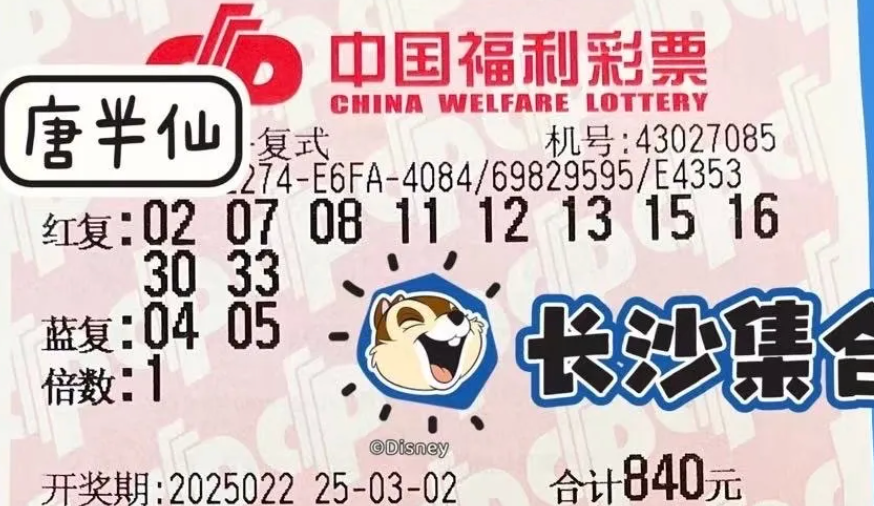 中国福利彩票
CHINA WELFARE LOTTERY
唐半仙
复式 机号:43027085
274-E6FA-4084/69829595/E4353
红复:02 07 08 11 12 13 15 16
30 33
蓝复:04 05
倍数:1
长沙集合
©Disney
开奖期:2025022 25-03-02 合计840元